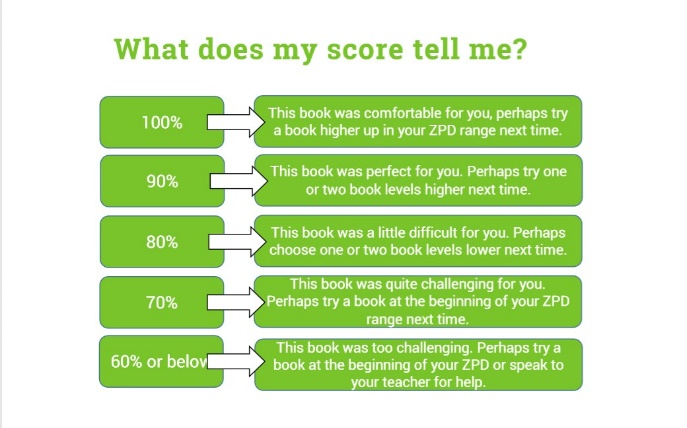 What does my score tell me?
100%
This book was comfortable for you, perhaps try
a book higher up in your ZPD range next time.
90%
This book was perfect for you. Perhaps try one
or two book levels higher next time.
80%
This book was a little difficult for you. Perhaps
choose one or two book levels lower next time.
70%
This book was quite challenging for you.
Perhaps try a book at the beginning of your ZPD
range next time.
60% or below
This book was too challenging. Perhaps try a
book at the beginning of your ZPD or speak to
your teacher for help.